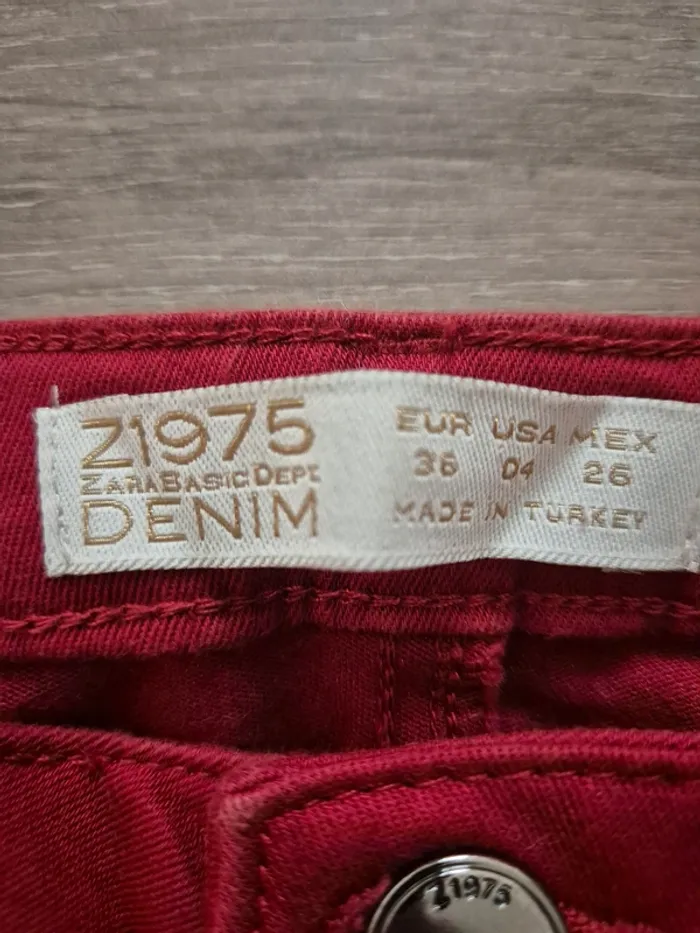 Z1975
ZARA BASIC DEPT
DENIM
EUR USA MEX
36 04 26
MADE IN TURKEY
Z1975